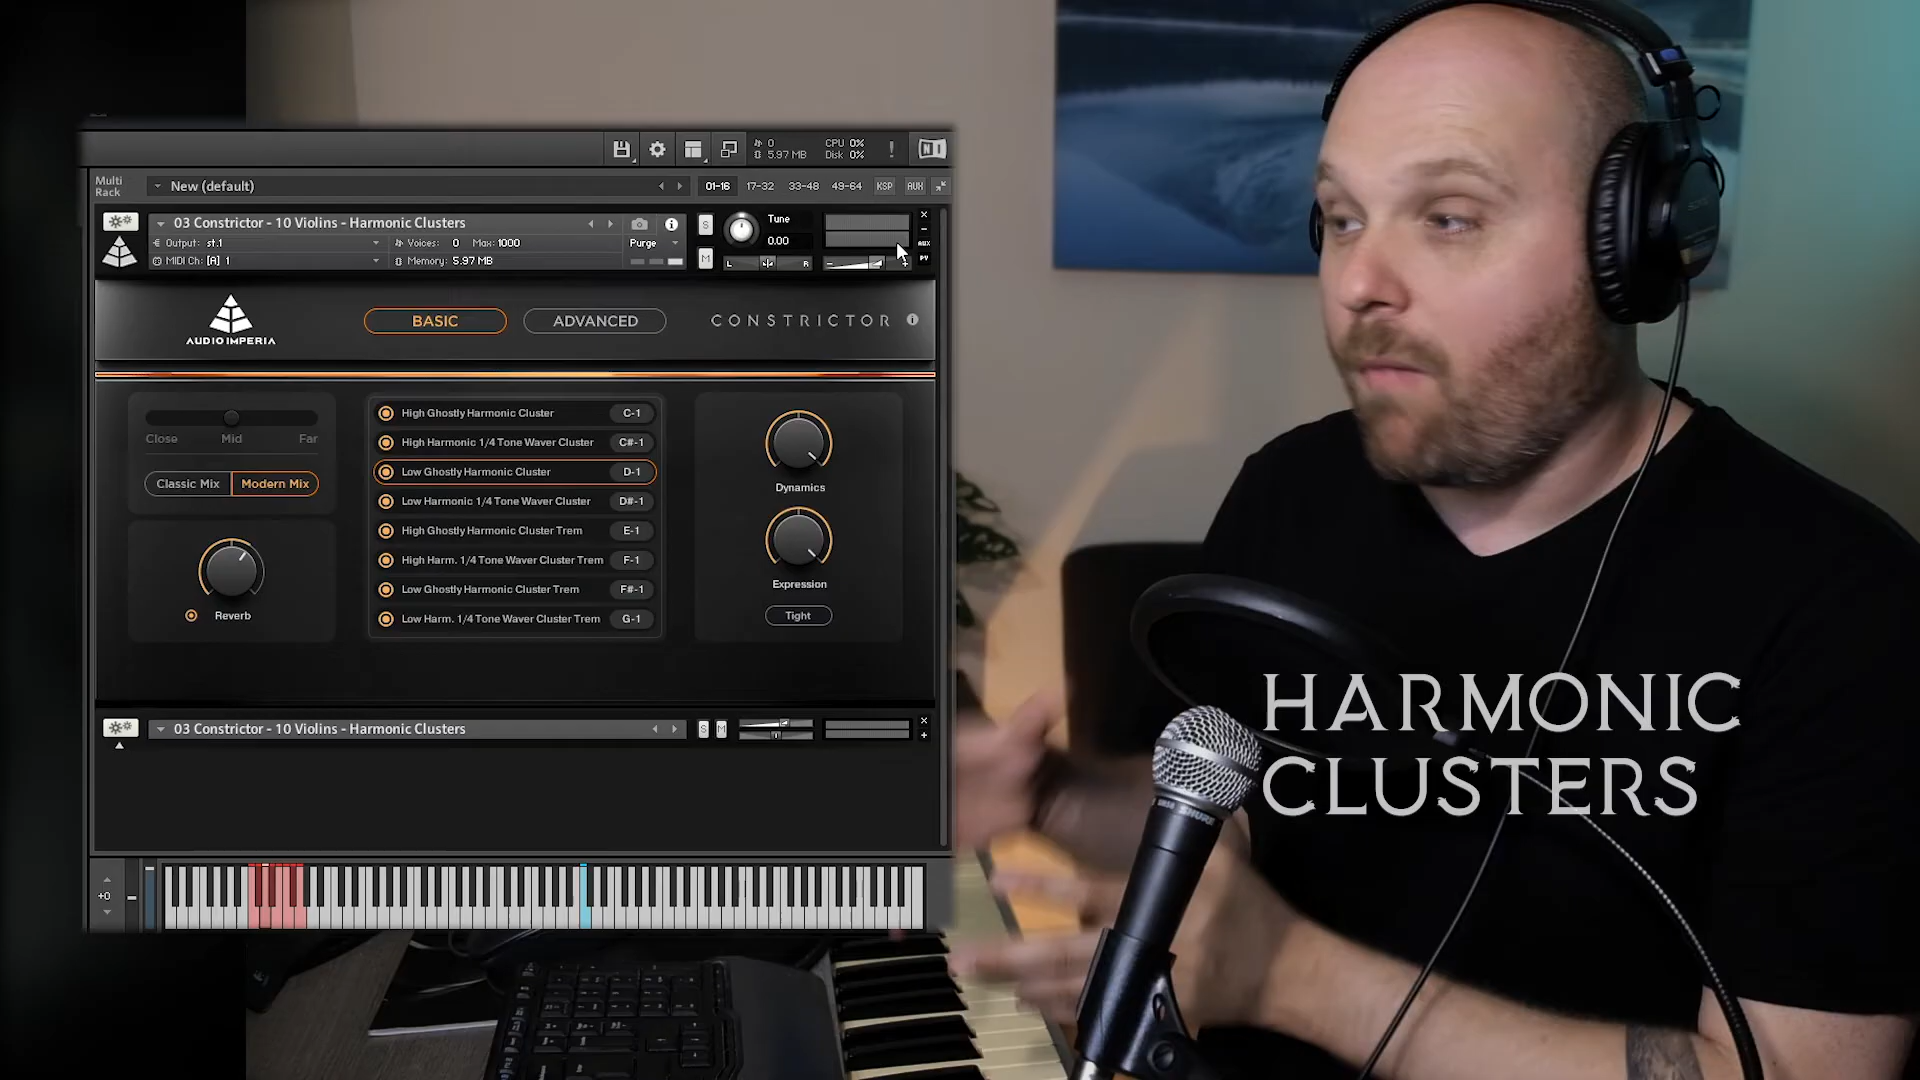 0
5.97 MB
CPU 0%
Disk 0%
!
NI
Multi
Rack
New (default)
01-16
17-32
33-48
49-64
KSP
AUX
03 Constrictor - 10 Violins - Harmonic Clusters
Output: st.1
Voices: 0 Max: 1000
Purge
MIDI Ch: [A] 1
Memory: 5.97 MB
S
M
Tune
0.00
L
R
AUX
PV
AUDIO IMPERIA
BASIC
ADVANCED
CONSTRICTOR
Close
Mid
Far
Classic Mix
Modern Mix
Reverb
High Ghostly Harmonic Cluster C-1
High Harmonic 1/4 Tone Waver Cluster C#-1
Low Ghostly Harmonic Cluster D-1
Low Harmonic 1/4 Tone Waver Cluster D#-1
High Ghostly Harmonic Cluster Trem E-1
High Harm. 1/4 Tone Waver Cluster Trem F-1
Low Ghostly Harmonic Cluster Trem F#-1
Low Harm. 1/4 Tone Waver Cluster Trem G-1
Dynamics
Expression
Tight
03 Constrictor - 10 Violins - Harmonic Clusters
S
M
+0
HARMONIC
CLUSTERS
SHURE